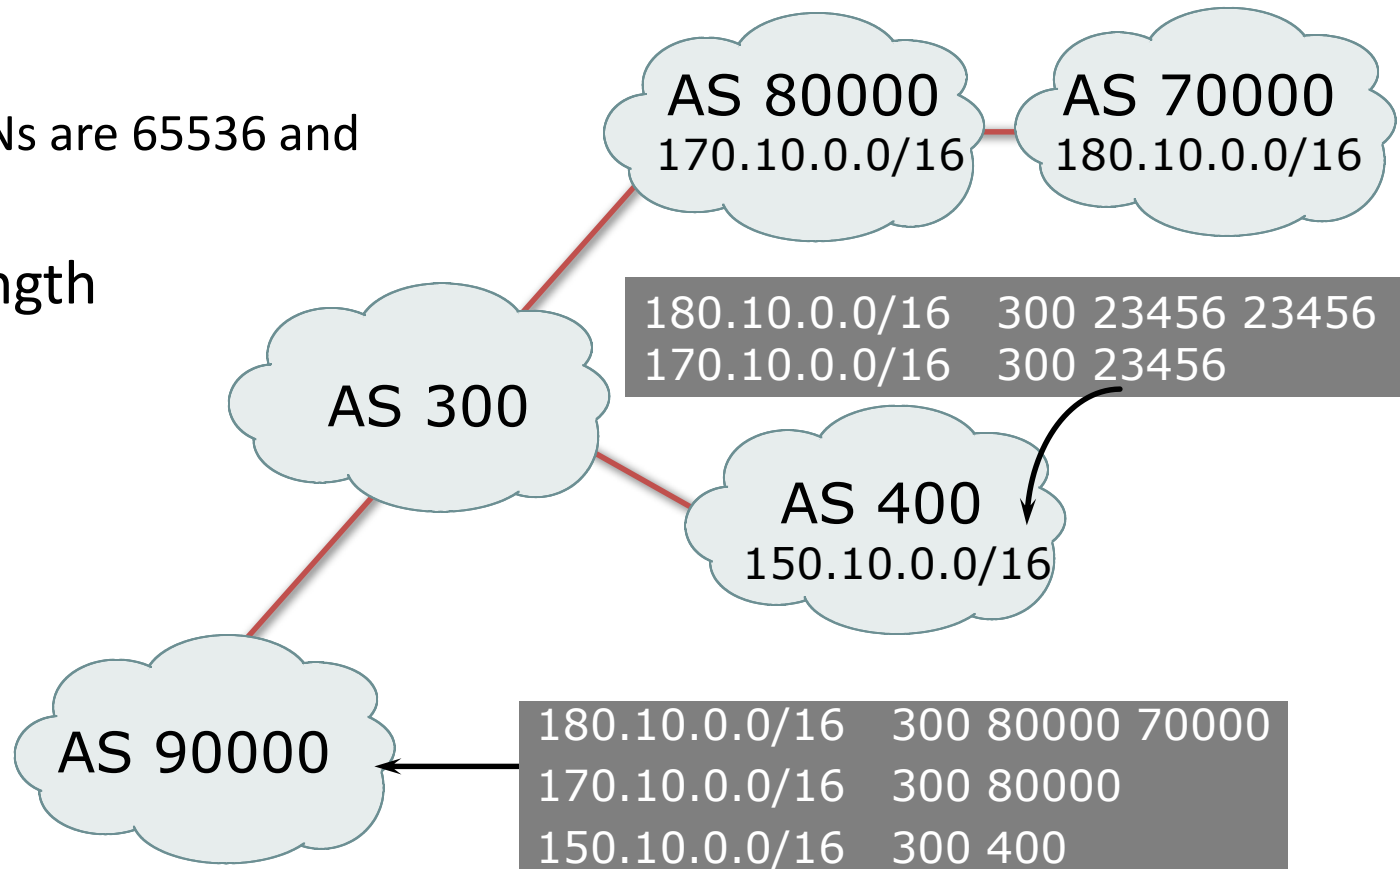 AS 80000
170.10.0.0/16
AS 70000
180.10.0.0/16
are 65536 and
180.10.0.0/16 300 23456 23456
170.10.0.0/16 300 23456
AS 300
AS 400
150.10.0.0/16
AS 90000
180.10.0.0/16 300 80000 70000
170.10.0.0/16 300 80000
150.10.0.0/16 300 400